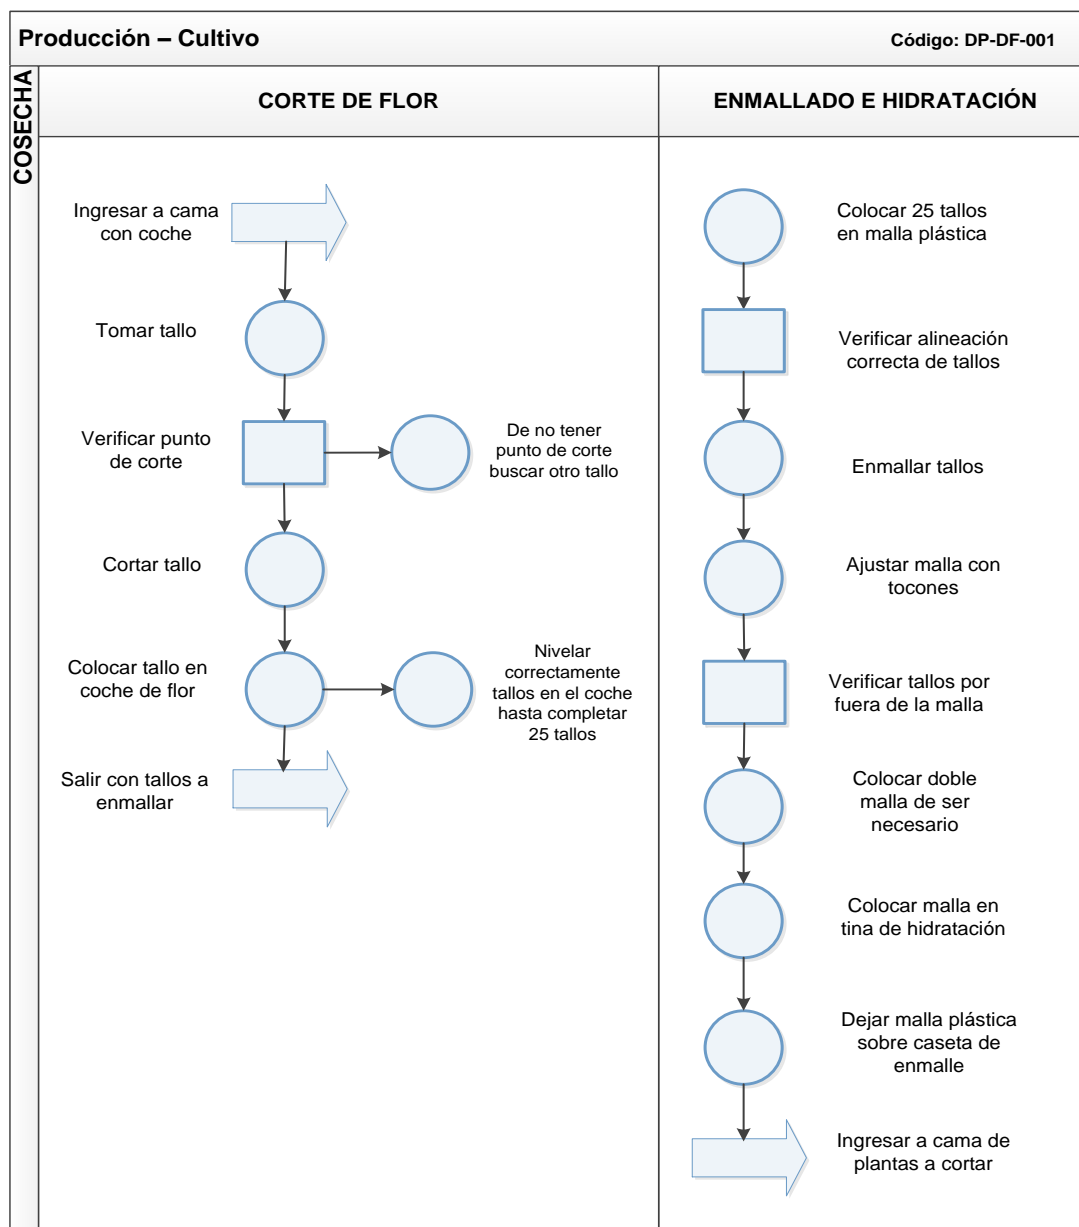 Producción – Cultivo
Código: DP-DF-001
COSECHA
CORTE DE FLOR
Ingresar a cama
con coche
Tomar tallo
Verificar punto
de corte
De no tener
punto de corte
buscar otro tallo
Cortar tallo
Colocar tallo en
coche de flor
Nivelar
correctamente
tallos en el coche
hasta completar
25 tallos
Salir con tallos a
enmallar
ENMALLADO E HIDRATACIÓN
Colocar 25 tallos
en malla plástica
Verificar alineación
correcta de tallos
Enmallar tallos
Ajustar malla con
tocones
Verificar tallos por
fuera de la malla
Colocar doble
malla de ser
necesario
Colocar malla en
tina de hidratación
Dejar malla plástica
sobre caseta de
enmalle
Ingresar a cama de
plantas a cortar